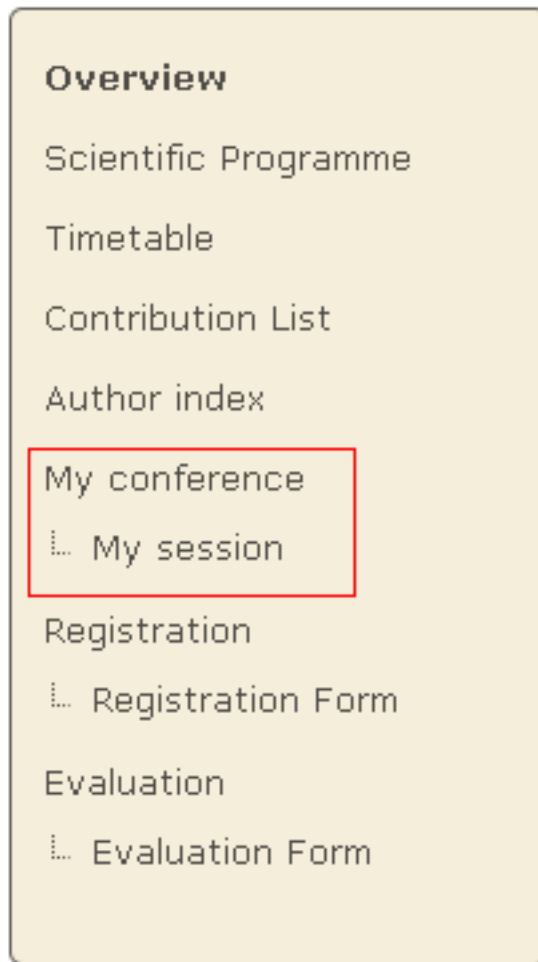 Overview
Scientific Programme
Timetable
Contribution List
Author index
My conference
My session
Registration
Registration Form
Evaluation
Evaluation Form